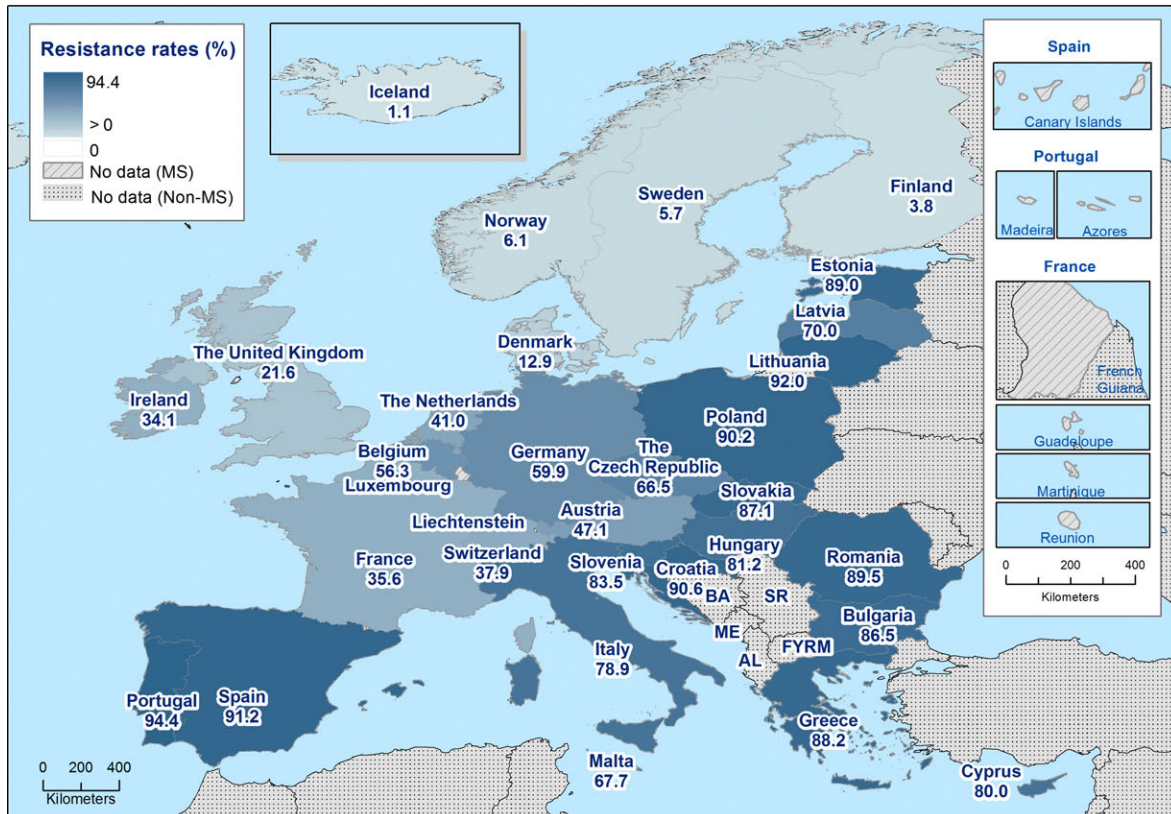 Resistance rates (%)
94.4
> 0
0
No data (MS)
No data (Non-MS)
Iceland
1.1
Norway
6.1
Sweden
5.7
Finland
3.8
Estonia
89.0
Latvia
70.0
Lithuania
92.0
Denmark
12.9
The United Kingdom
21.6
Ireland
34.1
The Netherlands
41.0
Belgium
56.3
Luxembourg
Germany
59.9
Poland
90.2
The
Czech Republic
66.5
Slovakia
87.1
Austria
47.1
Liechtenstein
Switzerland
37.9
France
35.6
Slovenia
83.5
Croatia
90.6
Hungary
81.2
Romania
89.5
BA
SR
Bulgaria
86.5
ME
FYRM
AL
Italy
78.9
Portugal
94.4
Spain
91.2
Greece
88.2
Malta
67.7
Cyprus
80.0
0 200 400
Kilometers
Spain
Canary Islands
Portugal
Madeira
Azores
France
French
Guiana
Guadeloupe
Martinique
Reunion
0 200 400
Kilometers